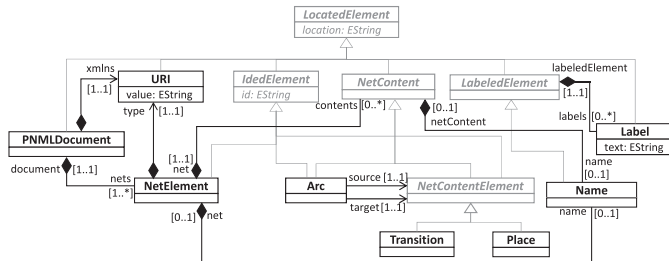 LocatedElement
location: EString
xmlns
[1..1]
URI
value: EString
type
[1..1]
IdedElement
id: EString
NetContent
contents
[0..*]
[0..1]
netContent
LabeledElement
labeledElement
[1..1]
labels
[0..*]
Label
text: EString
PNMLDocument
document
[1..1]
nets
[1..*]
[1..1]
net
NetElement
[0..1]
net
Arc
source
[1..1]
target
[1..1]
NetContentElement
name
[0..1]
Name
name
[0..1]
Transition
Place